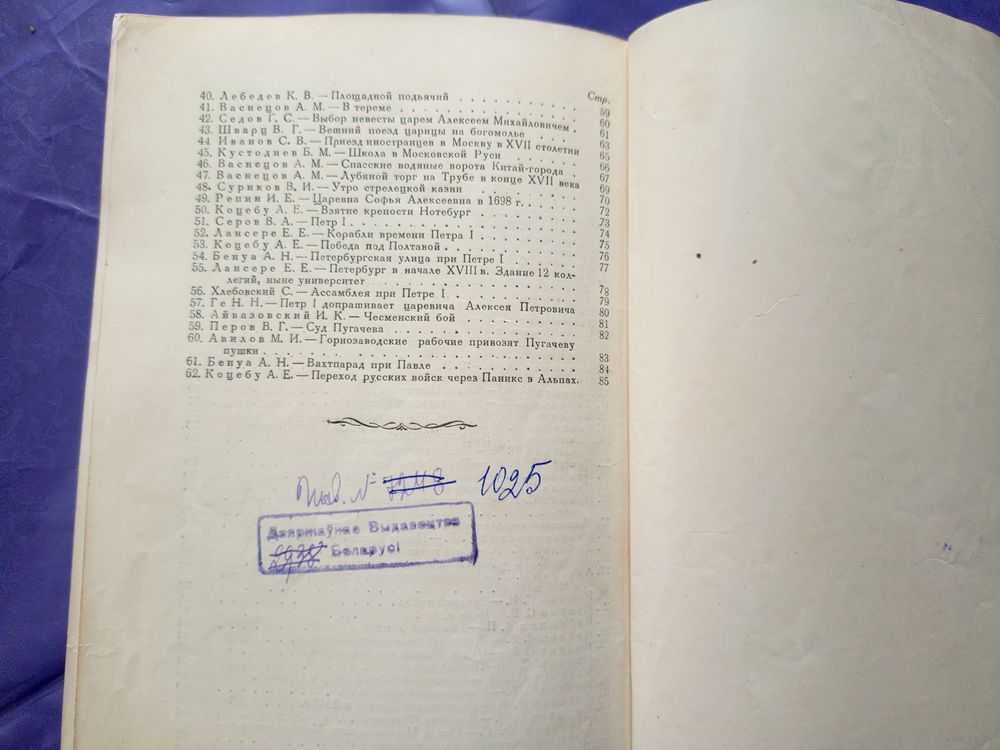 Стр.
40. Лебедев К. В. — Площадной подьячий . . . . . . . . . . 59
41. Васнецов А. М. — В тереме . . . . . . . . . . . . . 60
42. Седов Г. С. — Выбор невесты царем Алексеем Михайловичем . 61
43. Шварц В. Г. — Вешний поезд царицы на богомолье . . . . 63
44. Иванов С. В. — Приезд иностранцев в Москву в XVII столетии 65
45. Кустодиев Б. М. — Школа в Московской Руси . . . . . . 66
46. Васнецов А. М. — Спасские водяные ворота Китай-города . 67
47. Васнецов А. М. — Лубяной торг на Трубе в конце XVII века 69
48. Суриков В. И. — Утро стрелецкой казни . . . . . . . . 70
49. Репин И. Е. — Царевна Софья Алексеевна в 1698 г. . . . . 72
50. Коцебу А. Е. — Взятие крепости Нотебург . . . . . . . 73
51. Серов В. А. — Петр I . . . . . . . . . . . . . . . 74
52. Лансере Е. Е. — Корабли времени Петра I . . . . . . . 75
53. Коцебу А. Е. — Победа под Полтавой . . . . . . . . . 76
54. Бенуа А. Н. — Петербургская улица при Петре I . . . . . 77
55. Лансере Е. Е. — Петербург в начале XVIII в. Здание 12 кол-
легий, ныне университет . . . . . . . . . . . . . . 78
56. Хлебовский С. — Ассамблея при Петре I . . . . . . . . 79
57. Ге Н. Н. — Петр I допрашивает царевича Алексея Петровича 80
58. Айвазовский И. К. — Чесменский бой . . . . . . . . . 81
59. Перов В. Г. — Суд Пугачева . . . . . . . . . . . . . 82
60. Авилов М. И. — Горнозаводские рабочие привозят Пугачеву
пушки . . . . . . . . . . . . . . . . . . . . . 83
61. Бенуа А. Н. — Вахтпарад при Павле . . . . . . . . . . 84
62. Коцебу А. Е. — Переход русских войск через Паникс в Альпах. 85
Инв. № 7248 1025
Дзяржаўнае Выдавецтва
Беларусі